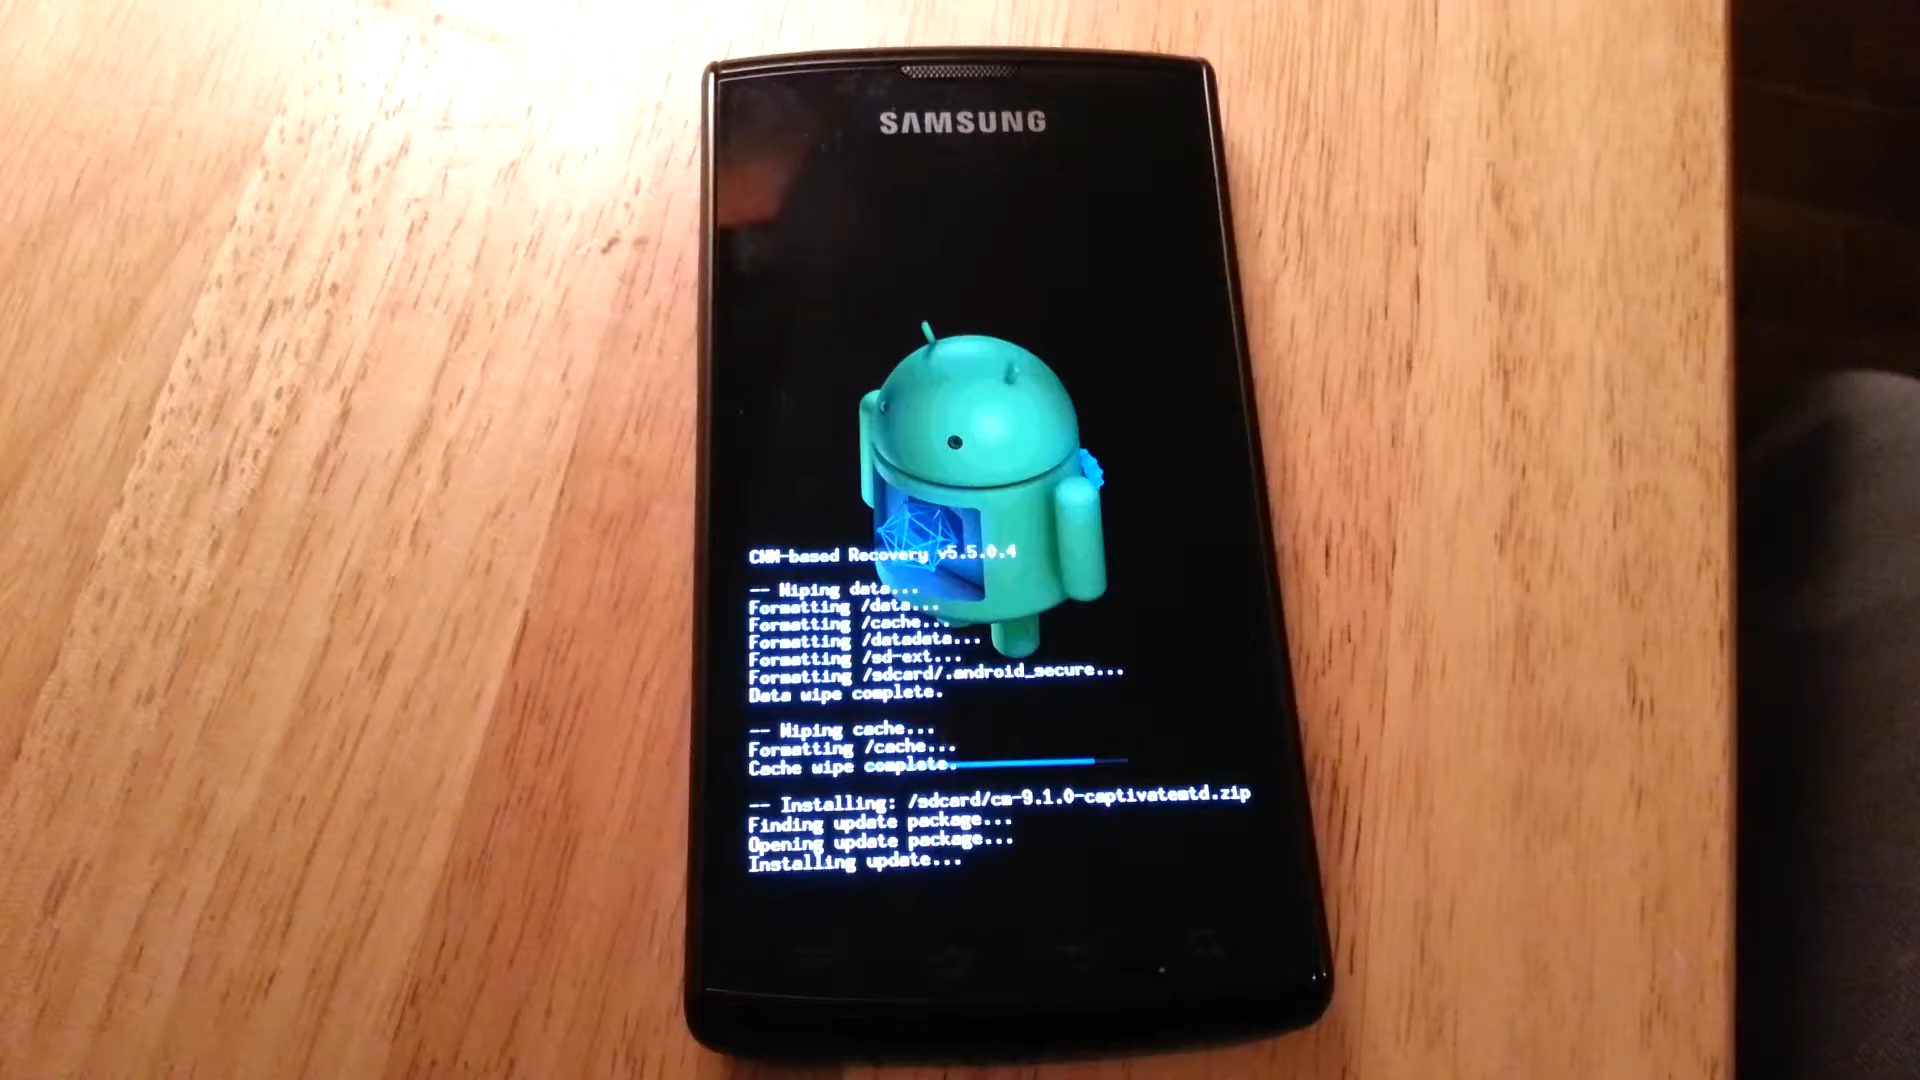 SAMSUNG
CWM-based Recovery v5.5.0.4
-- Wiping data...
Formatting /data...
Formatting /cache...
Formatting /datadata...
Formatting /sd-ext...
Formatting /sdcard/.android_secure...
Data wipe complete.
-- Wiping cache...
Formatting /cache...
Cache wipe complete.
-- Installing: /sdcard/cm-9.1.0-captivatemtd.zip
Finding update package...
Opening update package...
Installing update...